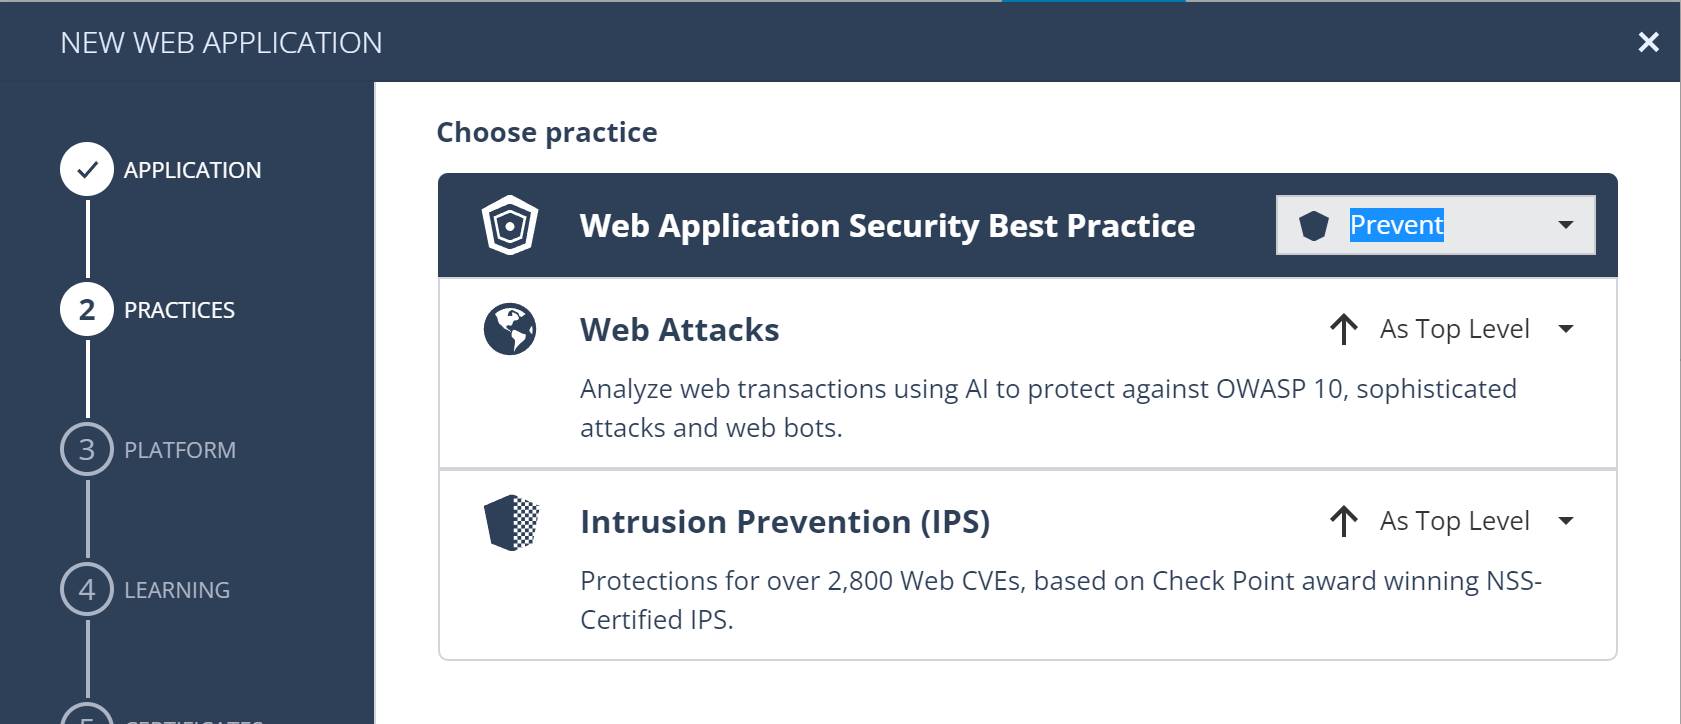 NEW WEB APPLICATION
APPLICATION
2 PRACTICES
3 PLATFORM
4 LEARNING
5 CERTIFICATES
Choose practice
Web Application Security Best Practice
Prevent
Web Attacks
As Top Level
Analyze web transactions using AI to protect against OWASP 10, sophisticated
attacks and web bots.
Intrusion Prevention (IPS)
As Top Level
Protections for over 2,800 Web CVEs, based on Check Point award winning NSS-
Certified IPS.